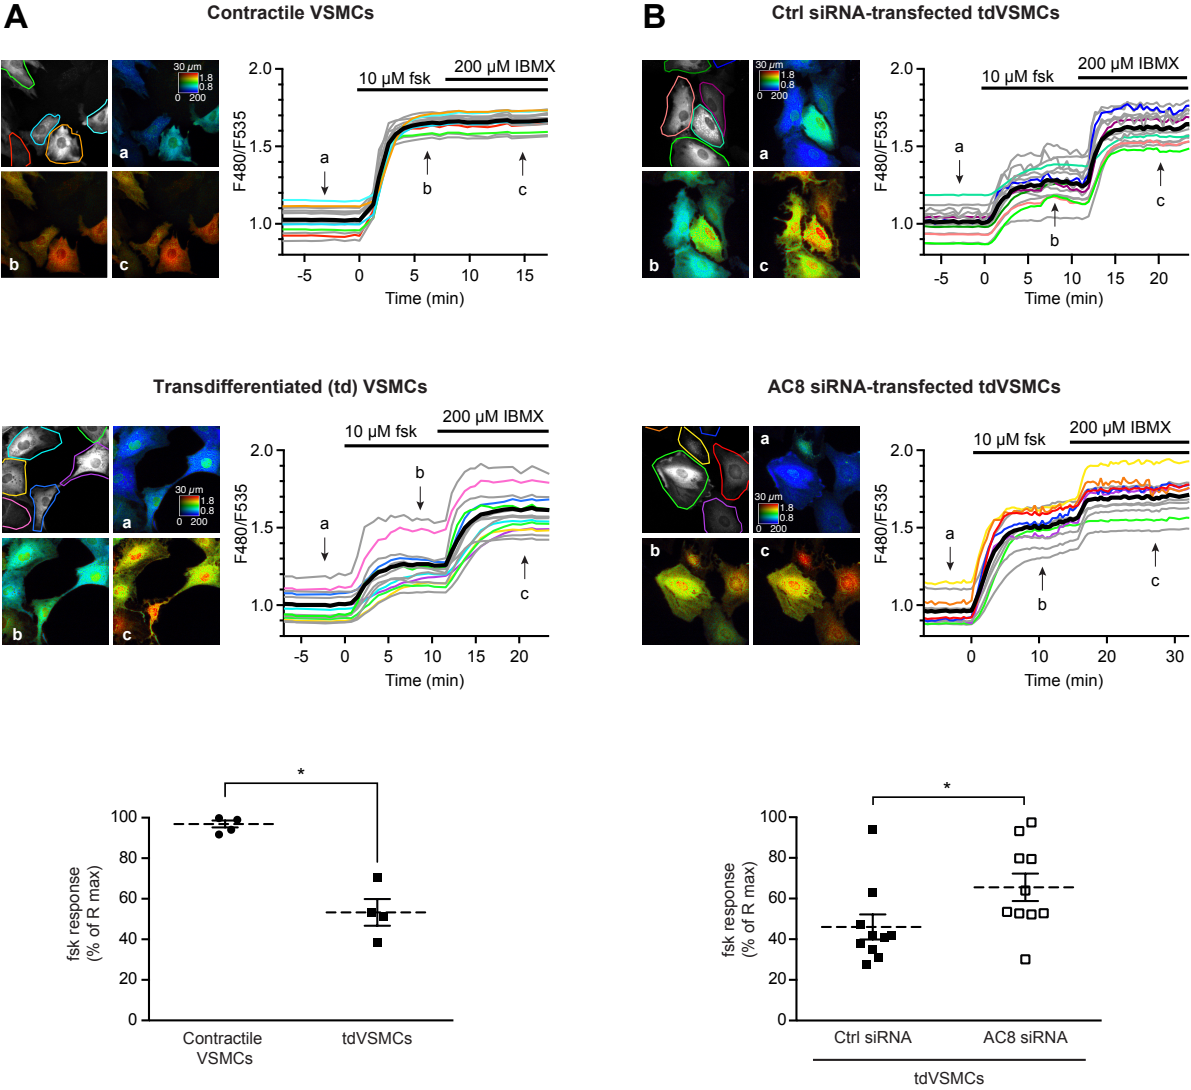 A
Contractile VSMCs
30 µm
1.8
0.8
0 200
a
b
c
2.0
1.5
1.0
F480/F535
10 µM fsk
200 µM IBMX
a
b
c
-5 0 5 10 15
Time (min)
Transdifferentiated (td) VSMCs
30 µm
1.8
0.8
0 200
a
b
c
2.0
1.5
1.0
F480/F535
10 µM fsk
200 µM IBMX
a
b
c
-5 0 5 10 15 20
Time (min)
*
100
80
60
40
20
0
fsk response
(% of R max)
Contractile
VSMCs
tdVSMCs
B
Ctrl siRNA-transfected tdVSMCs
30 µm
1.8
0.8
0 200
a
b
c
2.0
1.5
1.0
F480/F535
10 µM fsk
200 µM IBMX
a
b
c
-5 0 5 10 15 20
Time (min)
AC8 siRNA-transfected tdVSMCs
a
30 µm
1.8
0.8
0 200
b
c
2.0
1.5
1.0
F480/F535
10 µM fsk
200 µM IBMX
a
b
c
0 10 20 30
Time (min)
*
100
80
60
40
20
0
fsk response
(% of R max)
Ctrl siRNA
AC8 siRNA
tdVSMCs